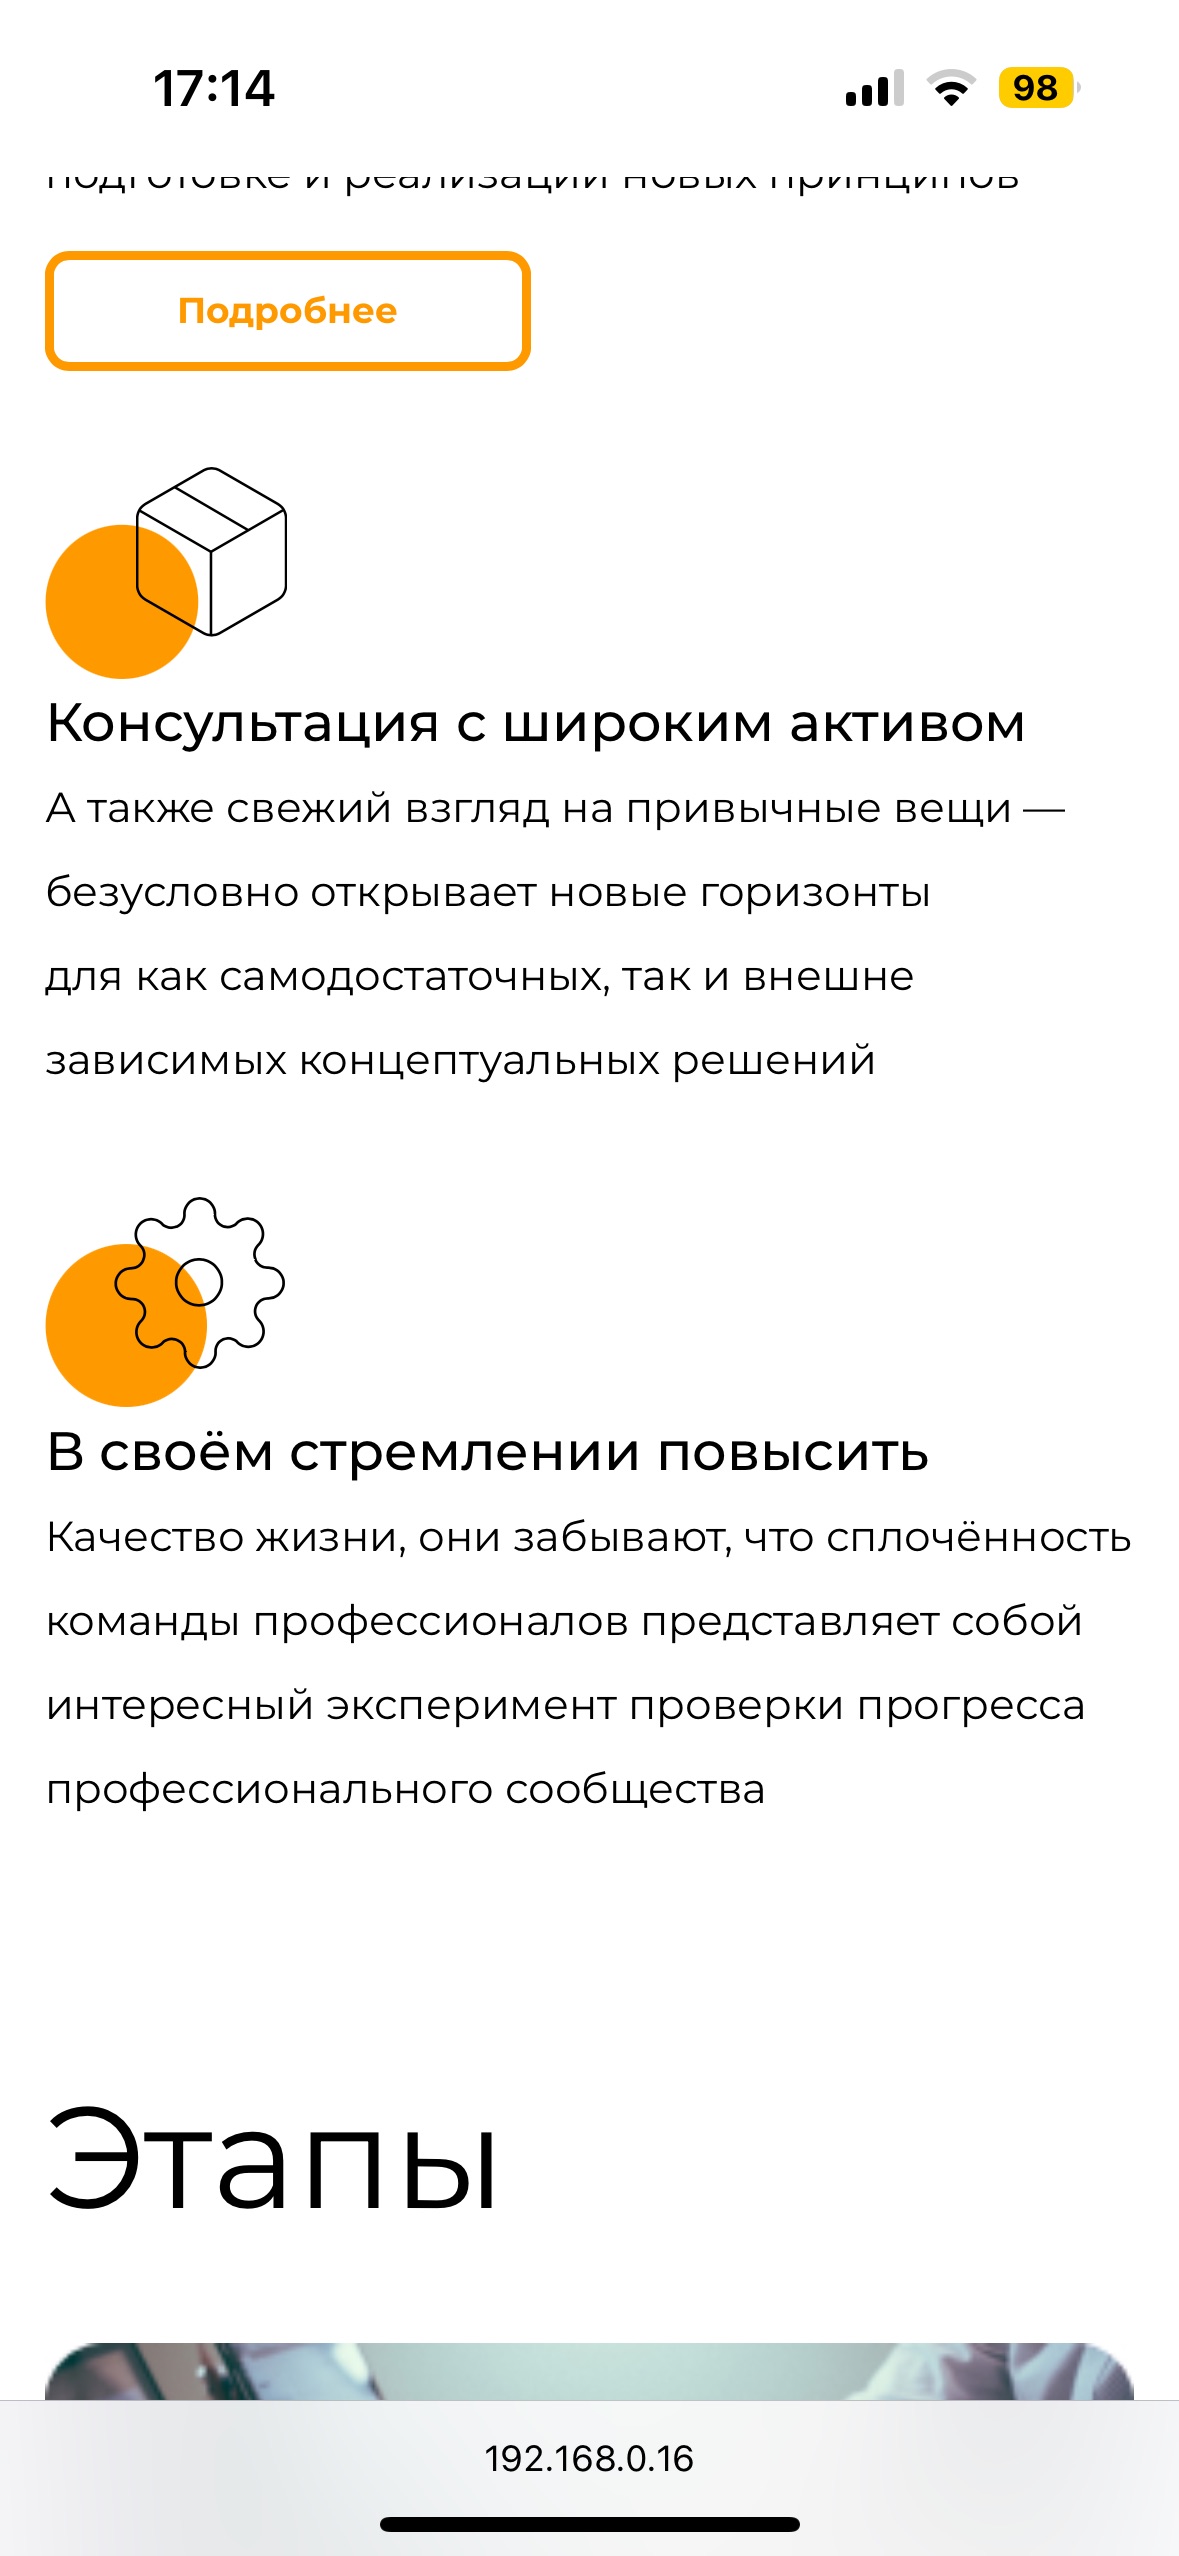 17:14
98
подготовке и реализации новых принципов
Подробнее
Консультация с широким активом
А также свежий взгляд на привычные вещи —
безусловно открывает новые горизонты
для как самодостаточных, так и внешне
зависимых концептуальных решений
В своём стремлении повысить
Качество жизни, они забывают, что сплочённость
команды профессионалов представляет собой
интересный эксперимент проверки прогресса
профессионального сообщества
Этапы
192.168.0.16